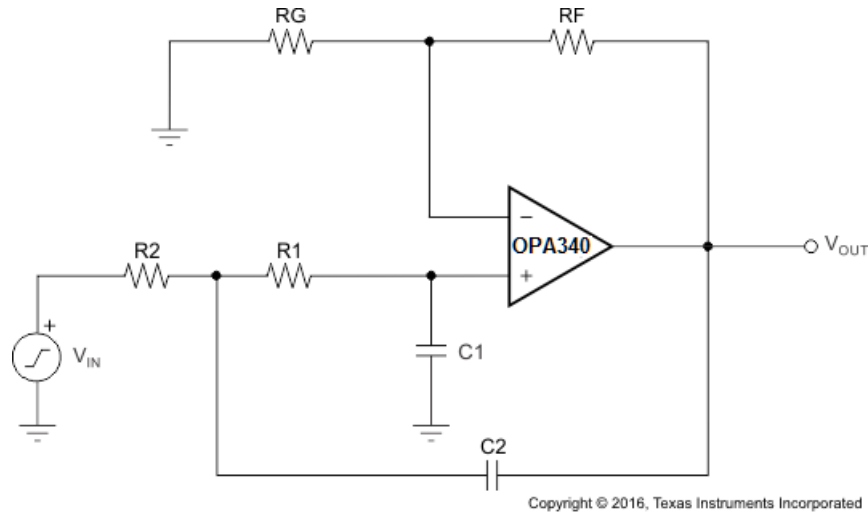 RG
RF
−
OPA340
+
VOUT
R2
R1
+
VIN
C1
C2
Copyright © 2016, Texas Instruments Incorporated